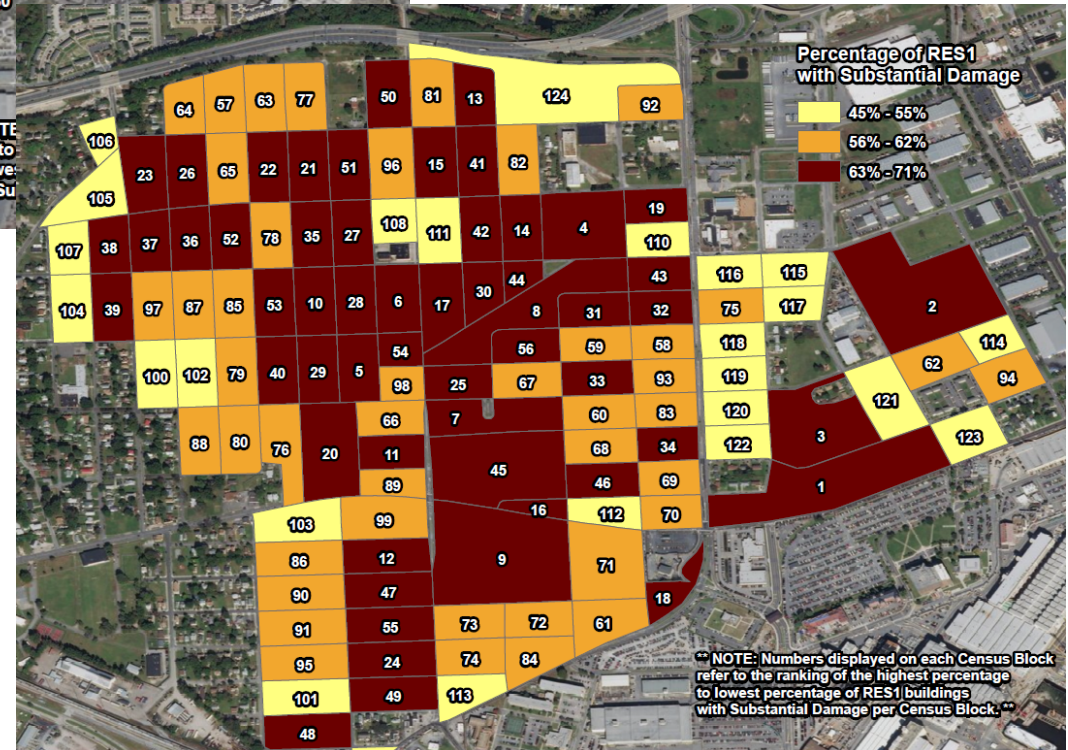 Percentage of RES1
with Substantial Damage
45% - 55%
56% - 62%
63% - 71%
64 57 63 77 50 81 13 124 92
106 23 26 65 22 21 51 96 15 41 82
105
107 38 37 36 52 78 35 27 108 111 42 14 4 19
110
104 39 97 87 85 53 10 28 6 17 30 44 43
8 31 32
116 115
75 117
2
100 102 79 40 29 5 54 56 59 58 118
98 25 67 33 93 119
62 114
94
88 80 76 20 66 7 60 83 120
121
11 45 68 34 122 3 123
89 46 69 1
103 99 16 112 70
86 12 9 71
90 47 18
91 55 73 72 61
95 24 74 84
101 49 113
48
** NOTE: Numbers displayed on each Census Block
refer to the ranking of the highest percentage
to lowest percentage of RES1 buildings
with Substantial Damage per Census Block. **